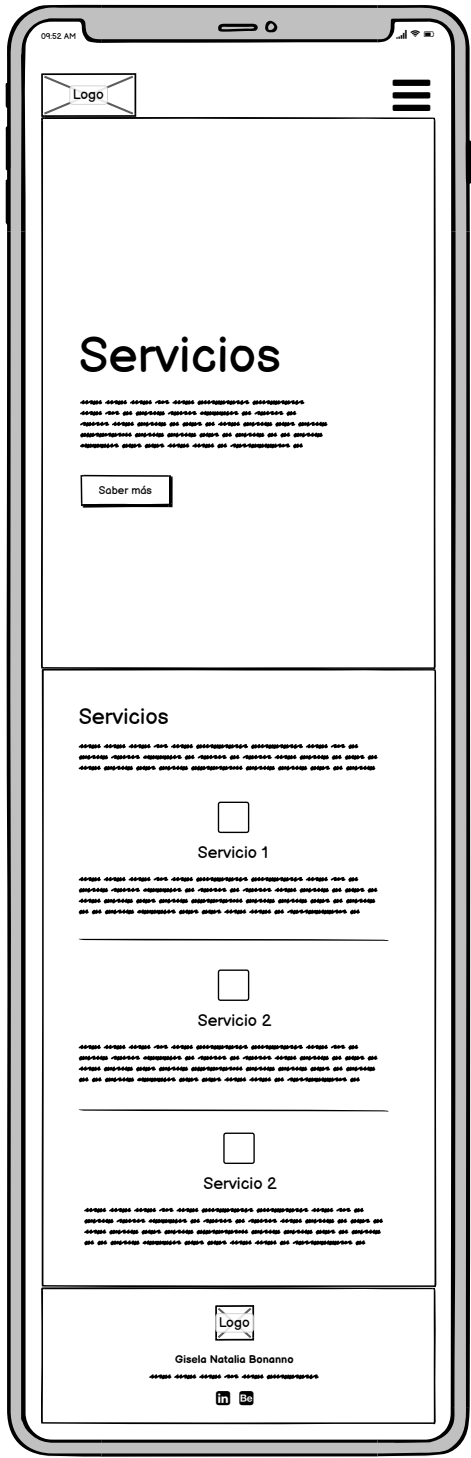 09:52 AM
Logo
Servicios
Saber más
Servicios
Servicio 1
Servicio 2
Servicio 2
Logo
Gisela Natalia Bonanno
in Be